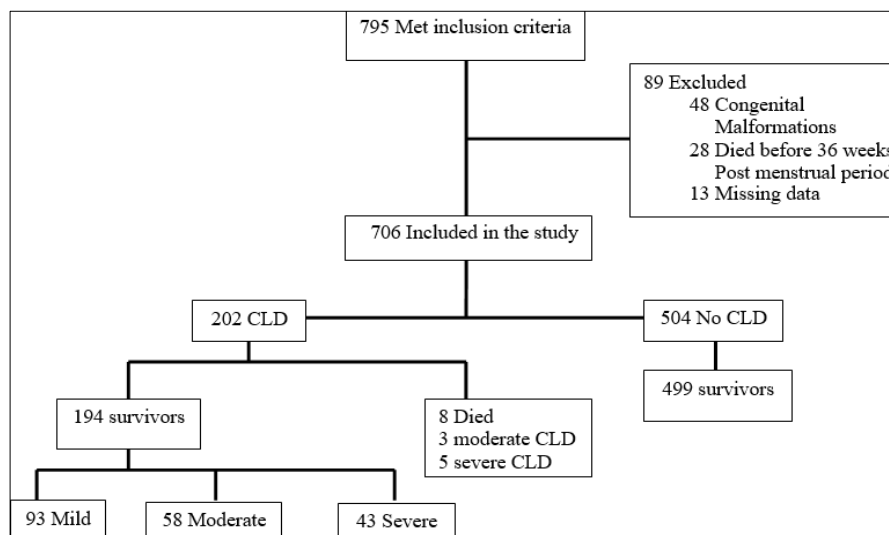 795 Met inclusion criteria
89 Excluded
48 Congenital
Malformations
28 Died before 36 weeks
Post menstrual period
13 Missing data
706 Included in the study
202 CLD
504 No CLD
499 survivors
194 survivors
8 Died
3 moderate CLD
5 severe CLD
93 Mild
58 Moderate
43 Severe